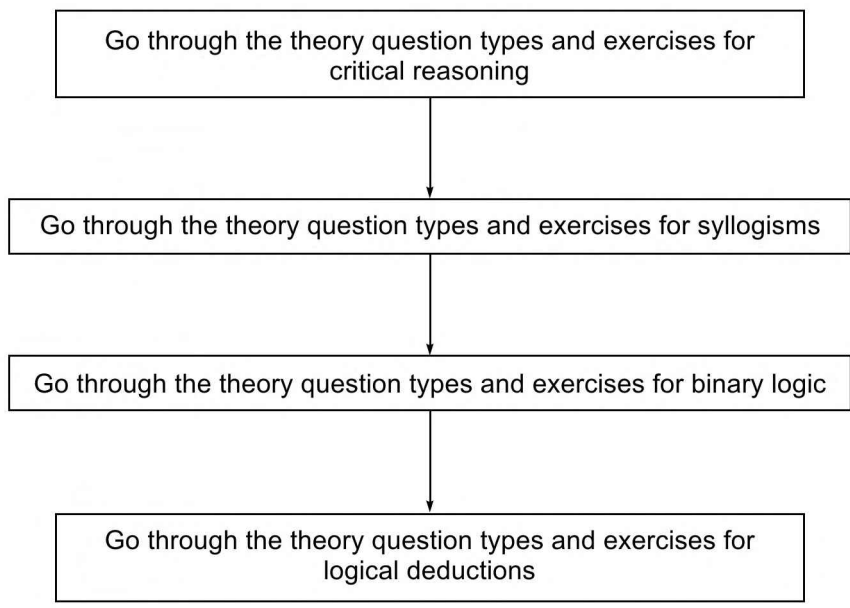 Go through the theory question types and exercises for
critical reasoning
Go through the theory question types and exercises for syllogisms
Go through the theory question types and exercises for binary logic
Go through the theory question types and exercises for
logical deductions